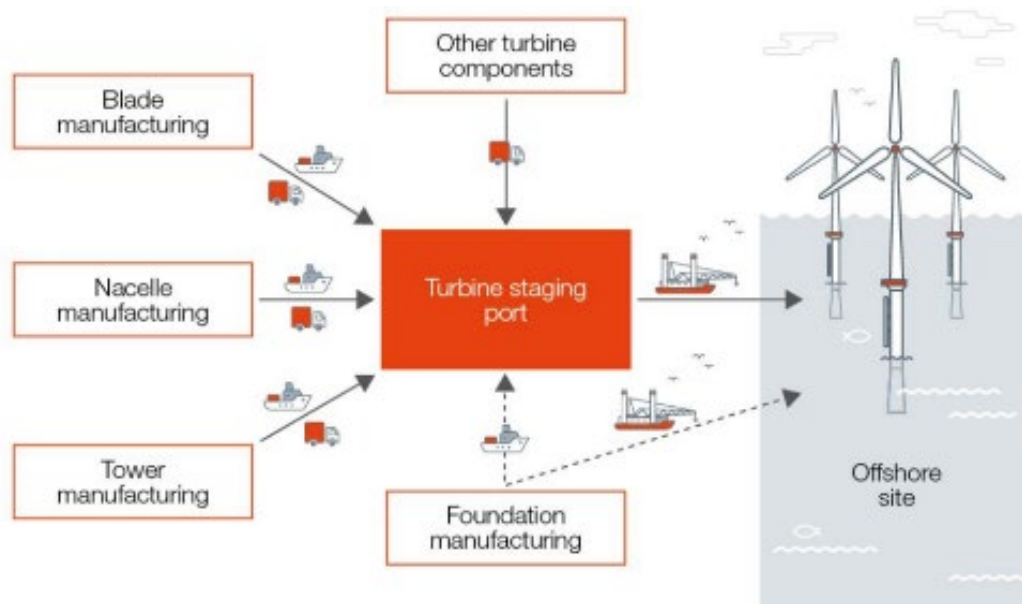 Other turbine
components
Blade
manufacturing
Nacelle
manufacturing
Turbine staging
port
Tower
manufacturing
Foundation
manufacturing
Offshore
site